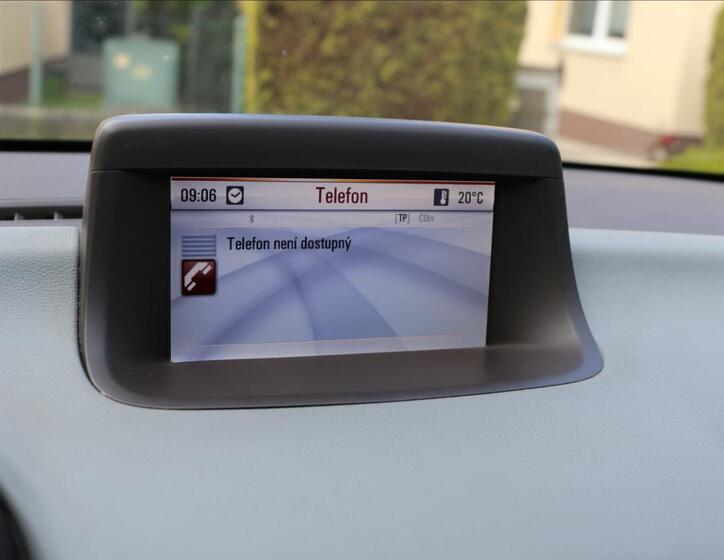 09:06 Telefon 20°C
[TP] CDin
Telefon není dostupný